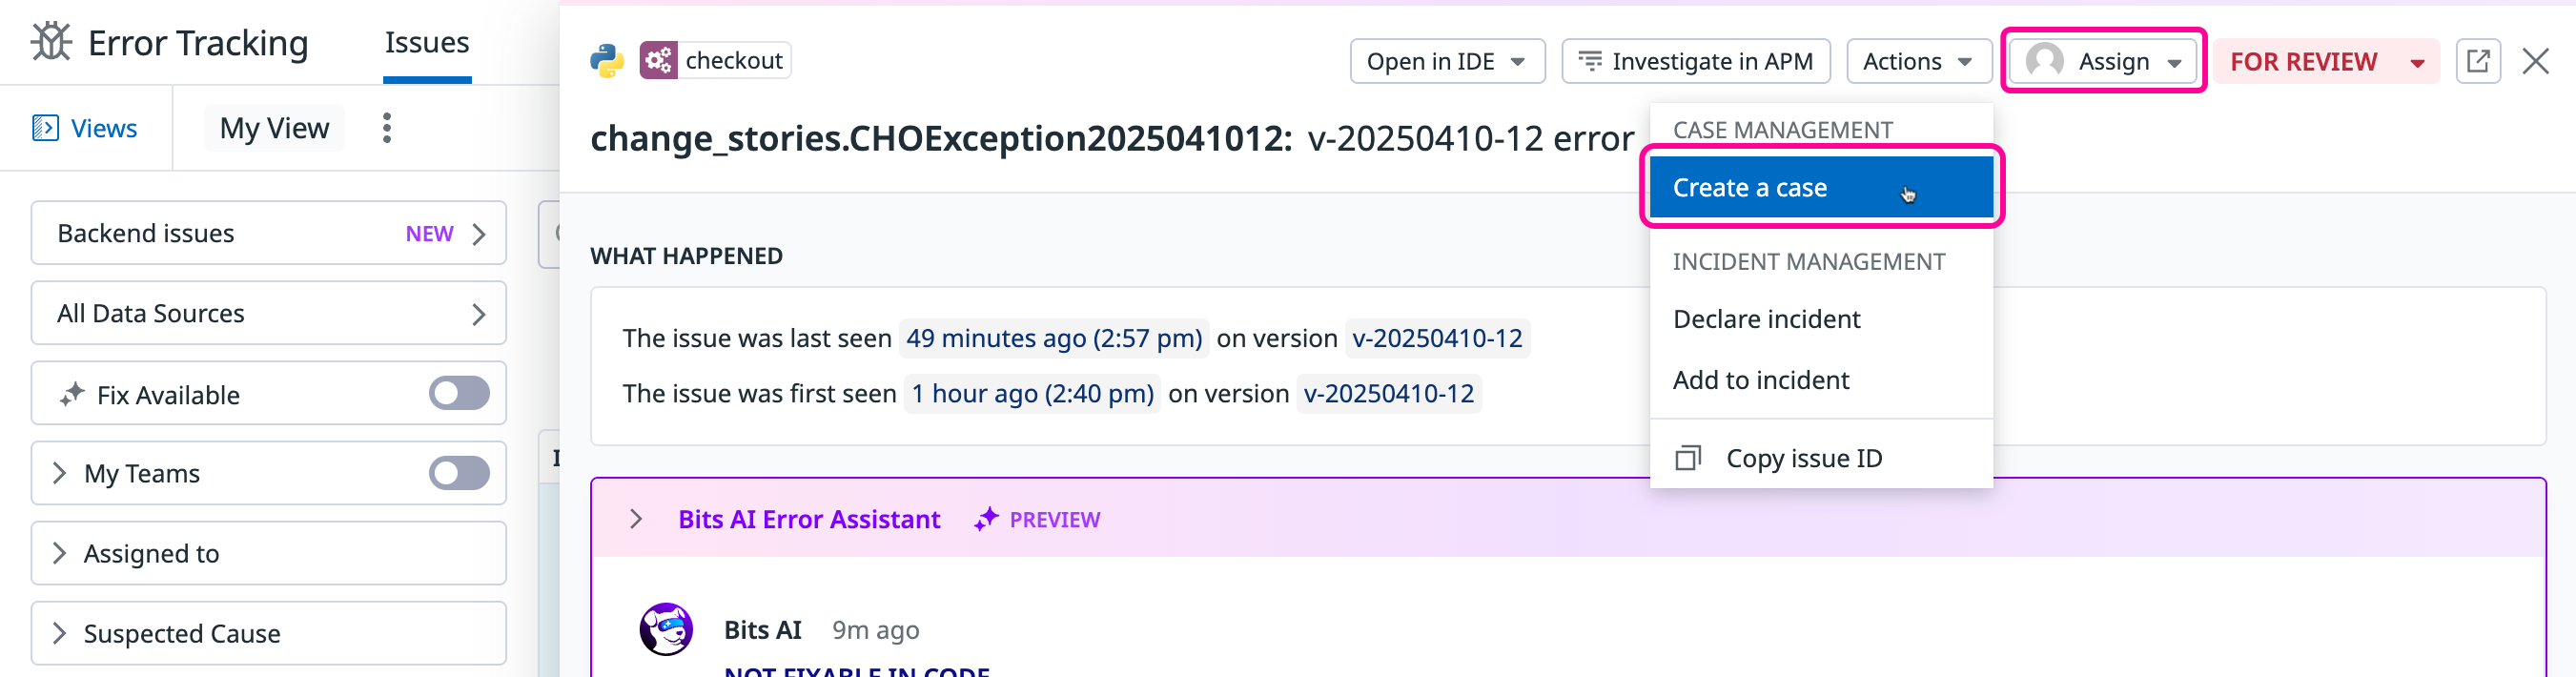 Error Tracking
Issues
Views
My View
Backend issues NEW
All Data Sources
Fix Available
My Teams
Assigned to
Suspected Cause
checkout
Open in IDE
Investigate in APM
Actions
Assign
FOR REVIEW
change_stories.CHOException2025041012: v-20250410-12 error
CASE MANAGEMENT
Create a case
INCIDENT MANAGEMENT
Declare incident
Add to incident
Copy issue ID
WHAT HAPPENED
The issue was last seen 49 minutes ago (2:57 pm) on version v-20250410-12
The issue was first seen 1 hour ago (2:40 pm) on version v-20250410-12
Bits AI Error Assistant PREVIEW
Bits AI 9m ago
NOT FIXABLE IN CODE